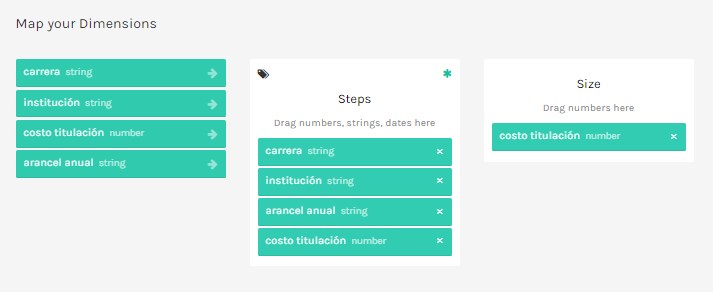 Map your Dimensions
carrera string
institución string
costo titulación number
arancel anual string
Steps
Drag numbers, strings, dates here
carrera string
institución string
arancel anual string
costo titulación number
Size
Drag numbers here
costo titulación number